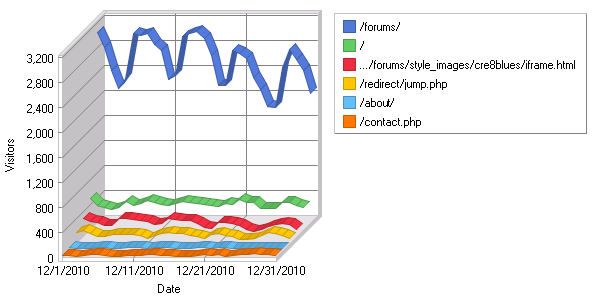 Visitors
3,200
2,800
2,400
2,000
1,600
1,200
800
400
0
12/1/2010 12/11/2010 12/21/2010 12/31/2010
Date
/forums/
/
.../forums/style_images/cre8blues/iframe.html
/redirect/jump.php
/about/
/contact.php